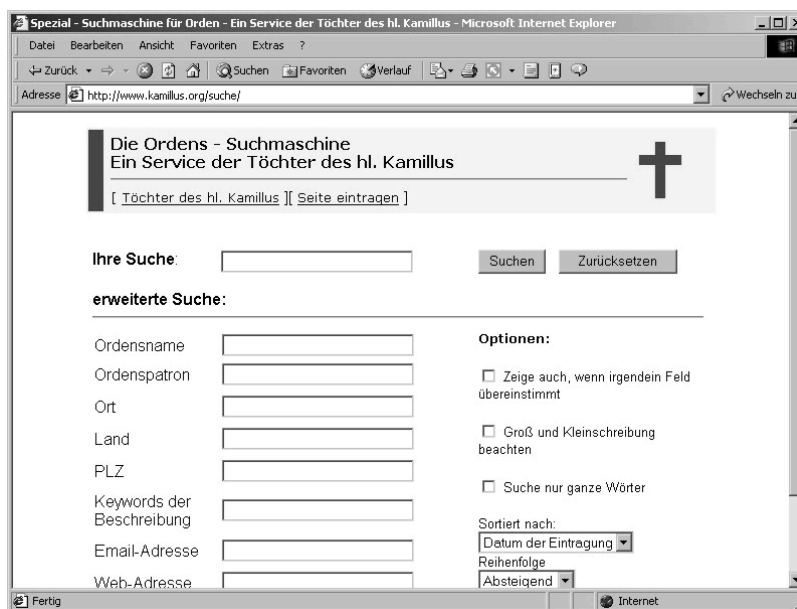 Spezial - Suchmaschine für Orden - Ein Service der Töchter des hl. Kamillus - Microsoft Internet Explorer
Datei Bearbeiten Ansicht Favoriten Extras ?
Zurück Suchen Favoriten Verlauf
Adresse http://www.kamillus.org/suche/ Wechseln zu
Die Ordens - Suchmaschine
Ein Service der Töchter des hl. Kamillus
[ Töchter des hl. Kamillus ][ Seite eintragen ]
Ihre Suche: Suchen Zurücksetzen
erweiterte Suche:
Optionen:
Ordensname
Ordenspatron
Ort
Land
PLZ
Keywords der
Beschreibung
Email-Adresse
Web-Adresse
Zeige auch, wenn irgendein Feld
übereinstimmt
Groß und Kleinschreibung
beachten
Suche nur ganze Wörter
Sortiert nach:
Datum der Eintragung
Reihenfolge
Absteigend
Fertig Internet